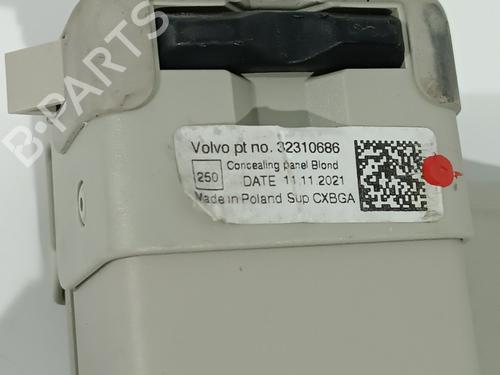 B-PARTS
Volvo pt no. 32310686
Concealing panel Blond
250 DATE 11.11.2021
Made in Poland Sup CXBGA